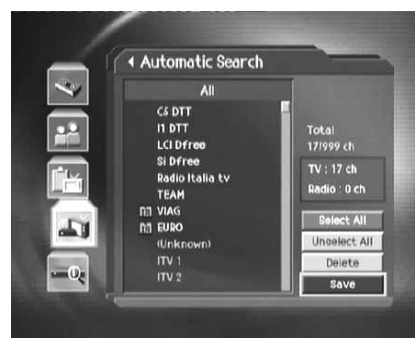 Automatic Search
All
C5 DTT
I1 DTT
LCI Dfree
Si Dfree
Radio Italia tv
TEAM
VIAG
EURO
(Unknown)
ITV 1
ITV 2
Total
17/999 ch
TV : 17 ch
Radio : 0 ch
Select All
Unselect All
Delete
Save